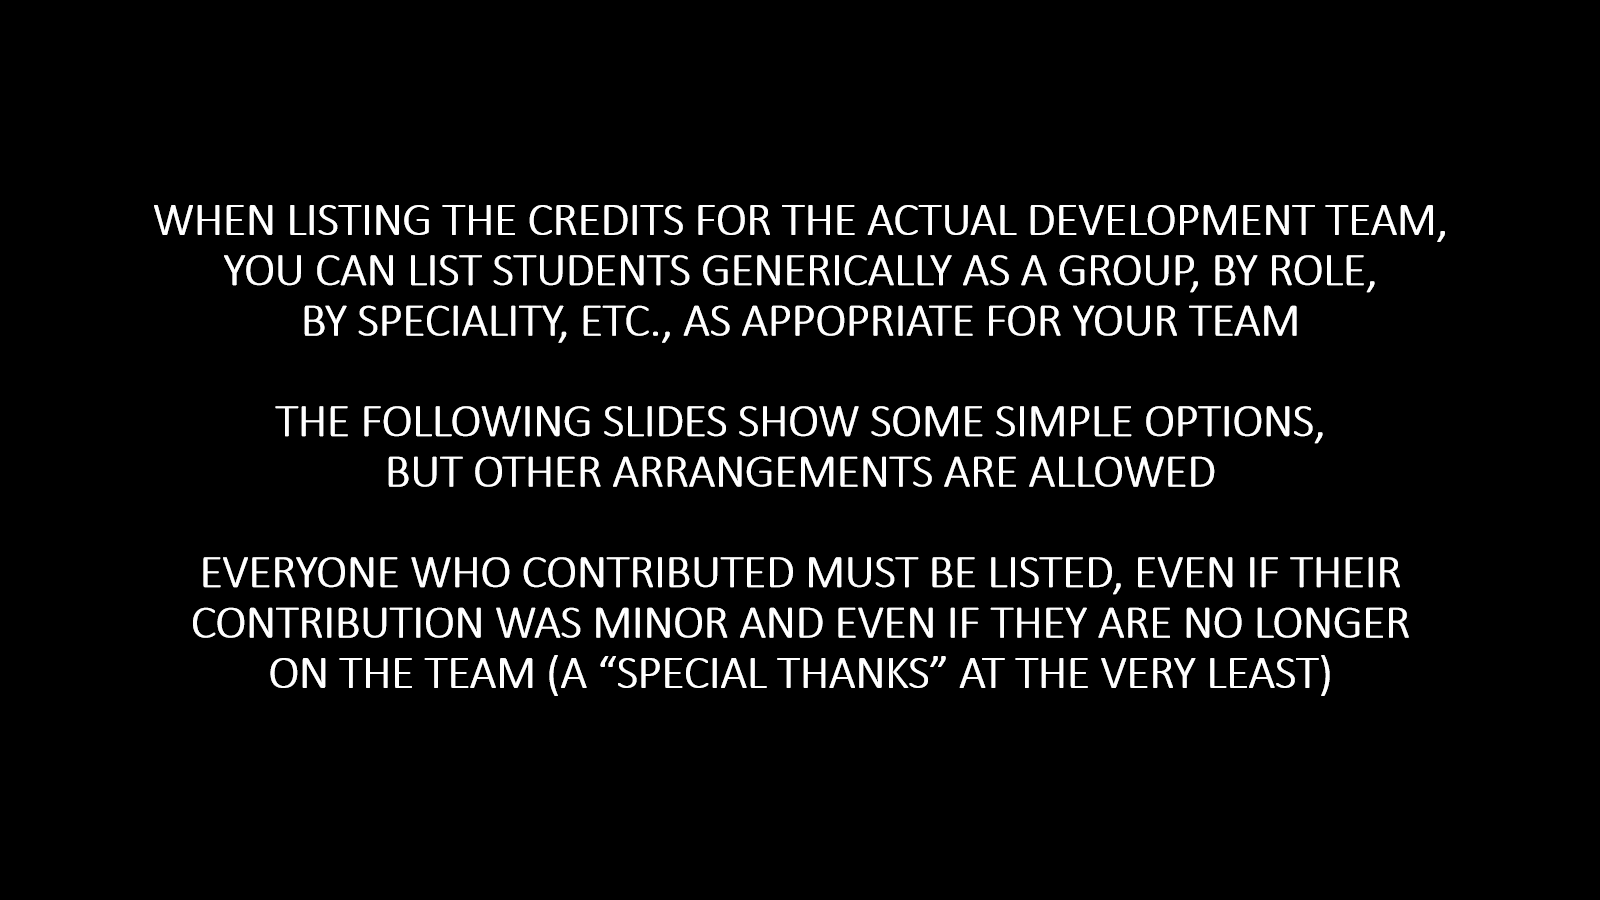 WHEN LISTING THE CREDITS FOR THE ACTUAL DEVELOPMENT TEAM,
YOU CAN LIST STUDENTS GENERICALLY AS A GROUP, BY ROLE,
BY SPECIALITY, ETC., AS APPOPRIATE FOR YOUR TEAM
THE FOLLOWING SLIDES SHOW SOME SIMPLE OPTIONS,
BUT OTHER ARRANGEMENTS ARE ALLOWED
EVERYONE WHO CONTRIBUTED MUST BE LISTED, EVEN IF THEIR
CONTRIBUTION WAS MINOR AND EVEN IF THEY ARE NO LONGER
ON THE TEAM (A “SPECIAL THANKS” AT THE VERY LEAST)